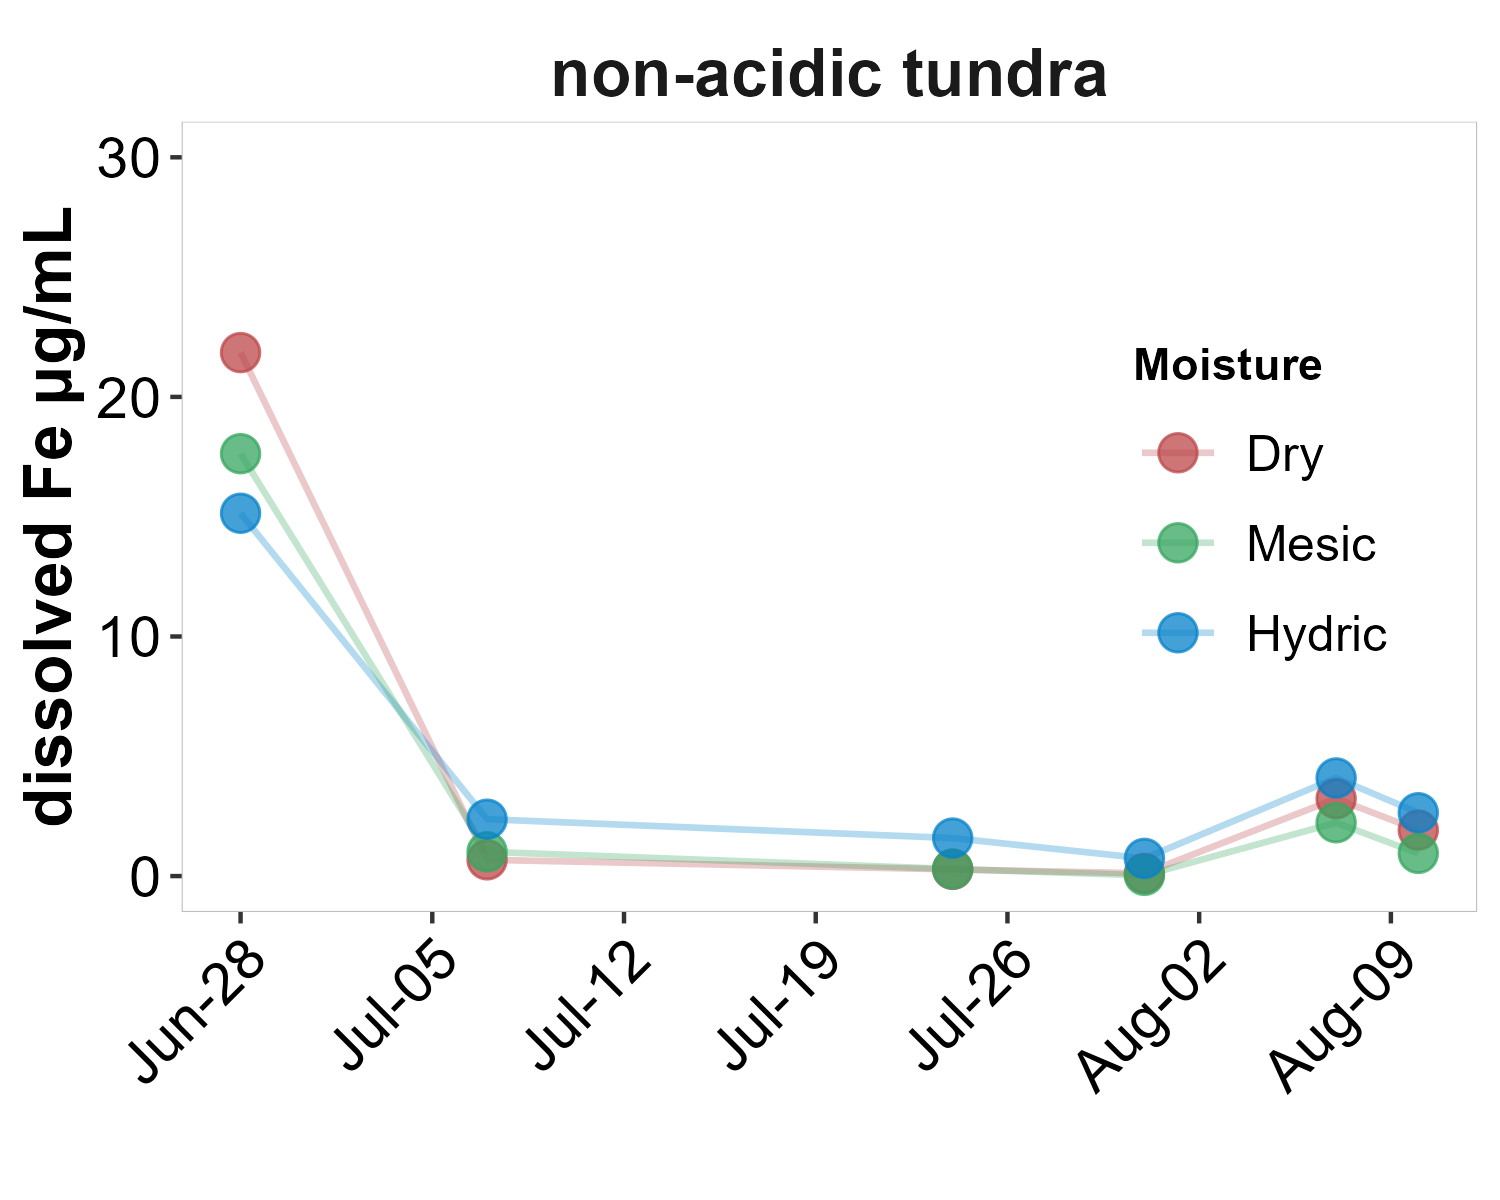 non-acidic tundra
dissolved Fe µg/mL
30
20
10
0
Moisture
Dry
Mesic
Hydric
Jun-28
Jul-05
Jul-12
Jul-19
Jul-26
Aug-02
Aug-09